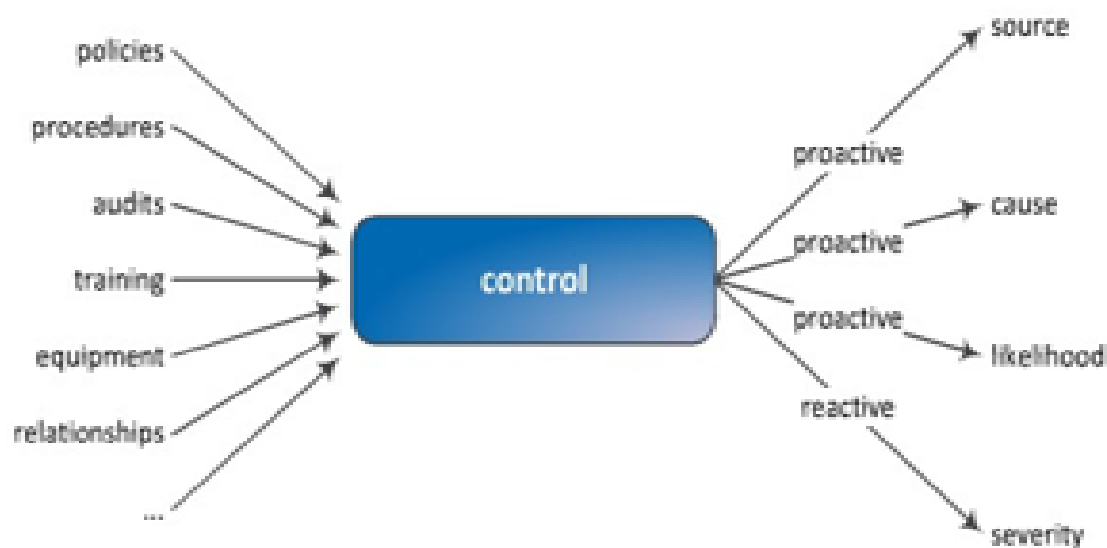 policies
procedures
audits
training
equipment
relationships
...
control
proactive
proactive
proactive
reactive
source
cause
likelihood
severity